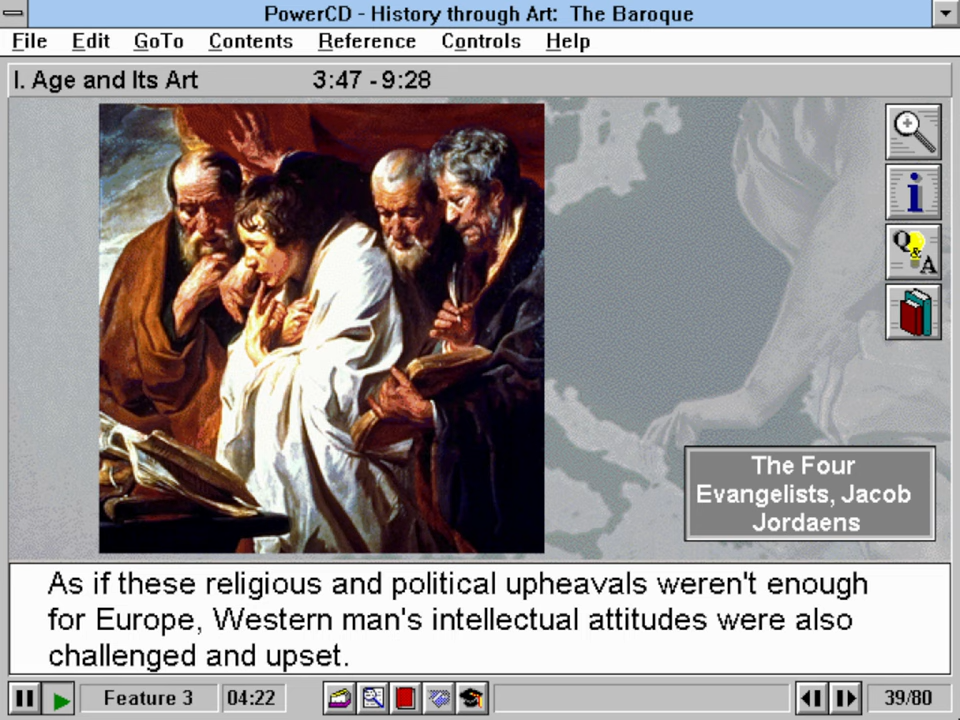 PowerCD - History through Art:  The Baroque
File Edit GoTo Contents Reference Controls Help
I. Age and Its Art 3:47 - 9:28
i
Q & A
The Four
Evangelists, Jacob
Jordaens
As if these religious and political upheavals weren't enough
for Europe, Western man's intellectual attitudes were also
challenged and upset.
Feature 3 04:22 39/80